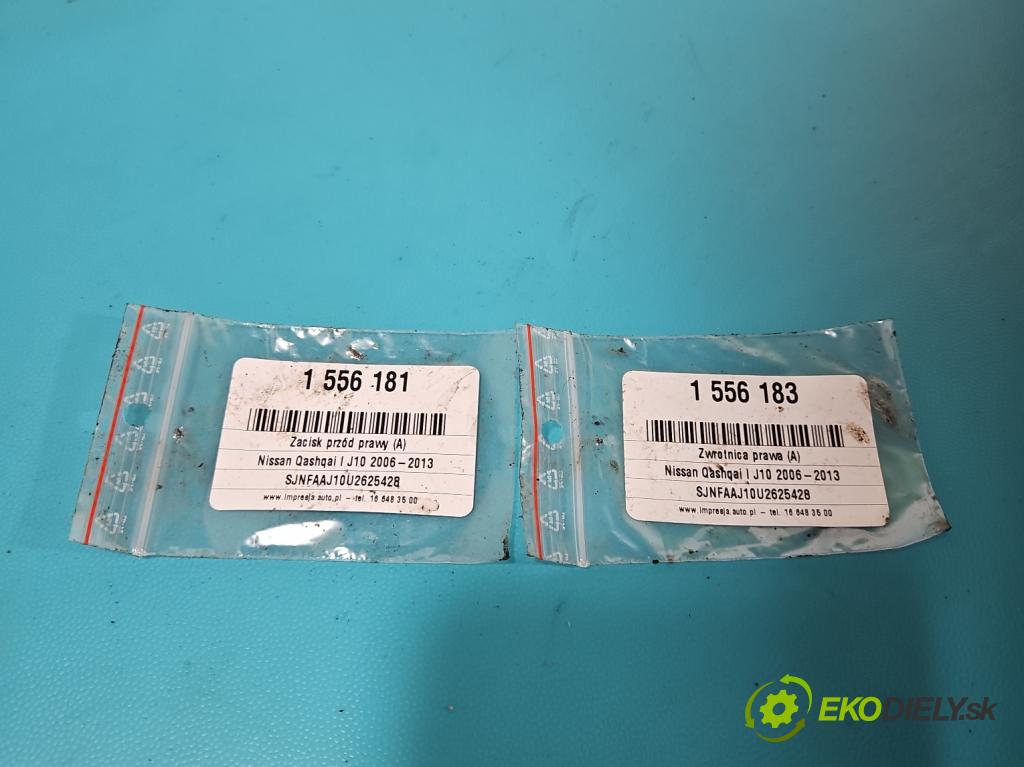 1 556 181
Zacisk przód prawy (A)
Nissan Qashqai I J10 2006-2013
SJNFAAJ10U2625428
www.impresja.auto.pl - tel. 16 648 35 00
1 556 183
Zwrotnica prawa (A)
Nissan Qashqai I J10 2006-2013
SJNFAAJ10U2625428
www.impresja.auto.pl - tel. 16 648 35 00
EKODIELY.sk